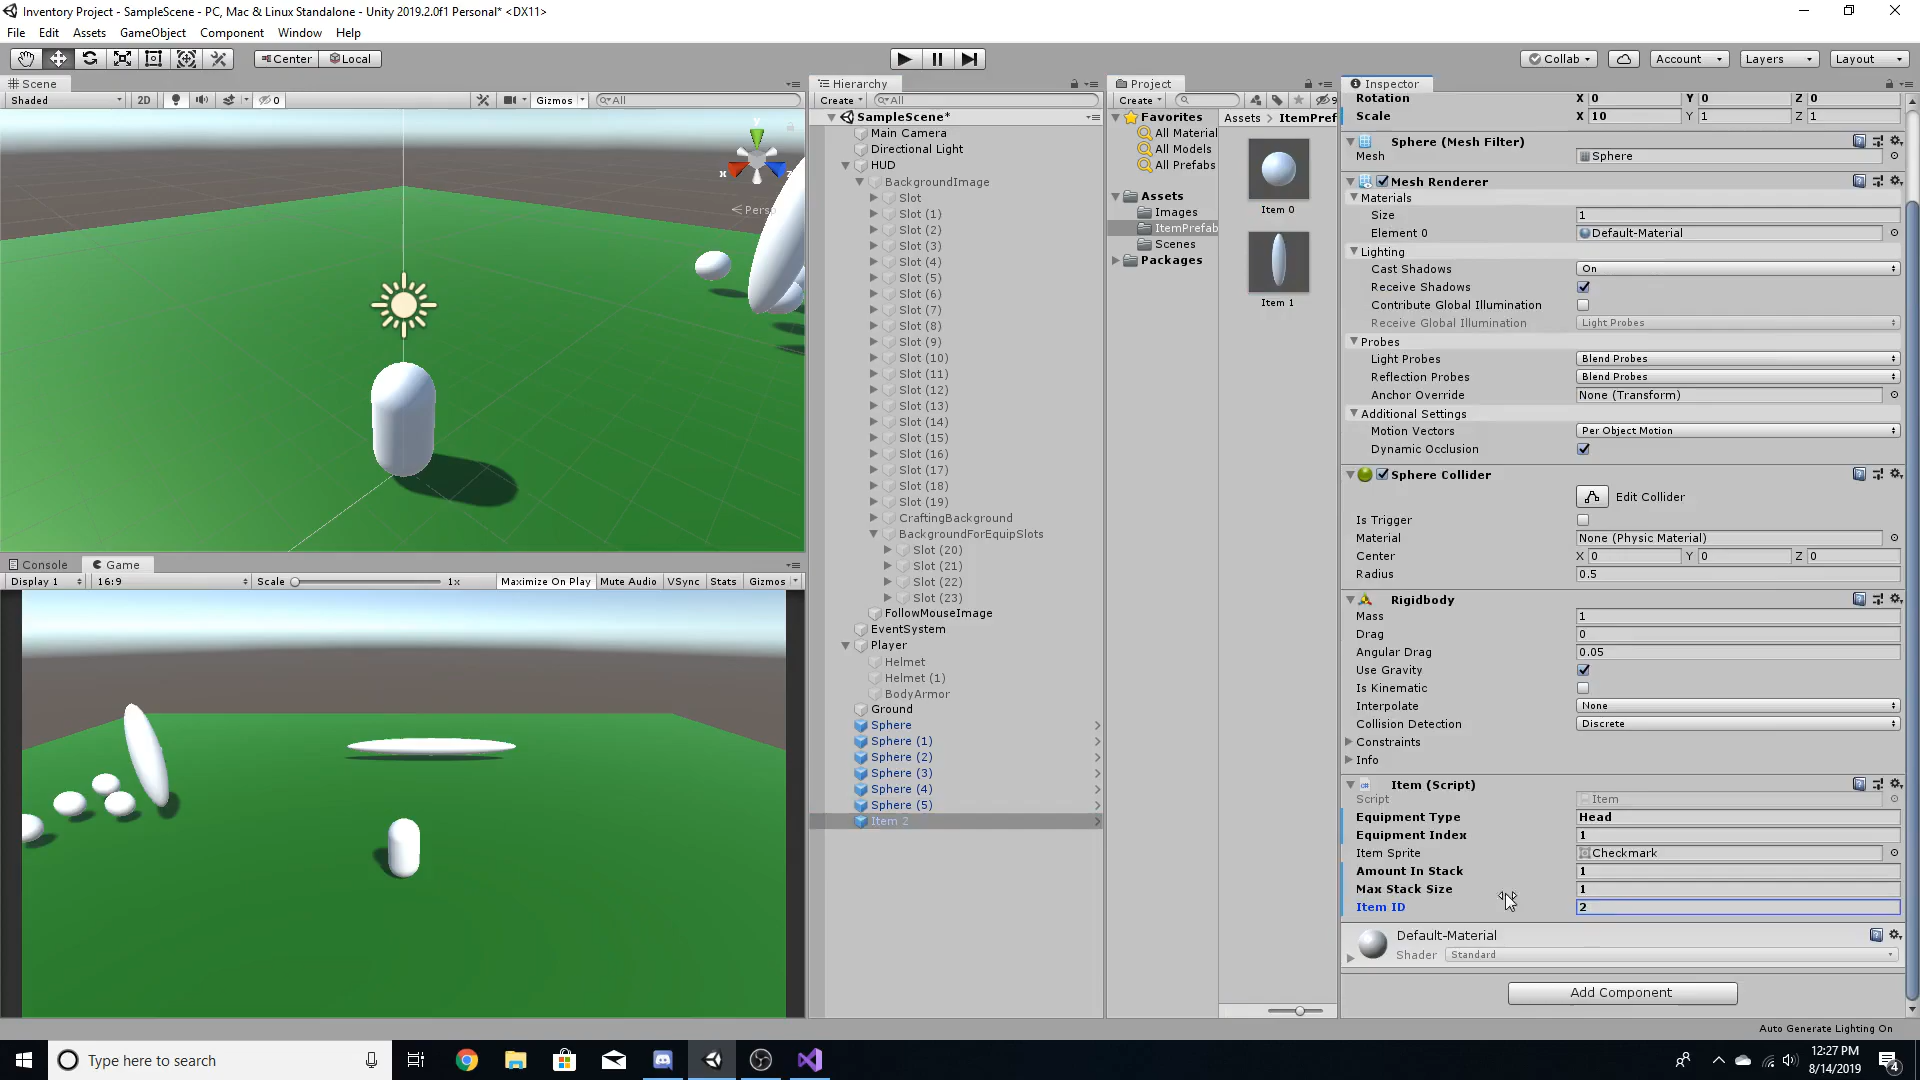 Inventory Project - SampleScene - PC, Mac & Linux Standalone - Unity 2019.2.0f1 Personal* <DX11>
File Edit Assets GameObject Component Window Help
Center Local Collab Account Layers Layout
Scene
Shaded 2D 0 Gizmos All
y
x
z
Persp
Console Game
Display 1 16:9 Scale 1x Maximize On Play Mute Audio VSync Stats Gizmos
Hierarchy
Create All
SampleScene*
Main Camera
Directional Light
HUD
BackgroundImage
Slot
Slot (1)
Slot (2)
Slot (3)
Slot (4)
Slot (5)
Slot (6)
Slot (7)
Slot (8)
Slot (9)
Slot (10)
Slot (11)
Slot (12)
Slot (13)
Slot (14)
Slot (15)
Slot (16)
Slot (17)
Slot (18)
Slot (19)
CraftingBackground
BackgroundForEquipSlots
Slot (20)
Slot (21)
Slot (22)
Slot (23)
FollowMouseImage
EventSystem
Player
Helmet
Helmet (1)
BodyArmor
Ground
Sphere
Sphere (1)
Sphere (2)
Sphere (3)
Sphere (4)
Sphere (5)
Item 2
Project
Create 9
Favorites
All Material
All Models
All Prefabs
Assets
Images
ItemPrefab
Scenes
Packages
Assets > ItemPref
Item 0
Item 1
Inspector
Rotation X 0 Y 0 Z 0
Scale X 10 Y 1 Z 1
Sphere (Mesh Filter)
Mesh Sphere
Mesh Renderer
Materials
Size 1
Element 0 Default-Material
Lighting
Cast Shadows On
Receive Shadows
Contribute Global Illumination
Receive Global Illumination Light Probes
Probes
Light Probes Blend Probes
Reflection Probes Blend Probes
Anchor Override None (Transform)
Additional Settings
Motion Vectors Per Object Motion
Dynamic Occlusion
Sphere Collider
Edit Collider
Is Trigger
Material None (Physic Material)
Center X 0 Y 0 Z 0
Radius 0.5
Rigidbody
Mass 1
Drag 0
Angular Drag 0.05
Use Gravity
Is Kinematic
Interpolate None
Collision Detection Discrete
Constraints
Info
Item (Script)
Script Item
Equipment Type Head
Equipment Index 1
Item Sprite Checkmark
Amount In Stack 1
Max Stack Size 1
Item ID 2
Default-Material
Shader Standard
Add Component
Auto Generate Lighting On
Type here to search
12:27 PM
8/14/2019
4